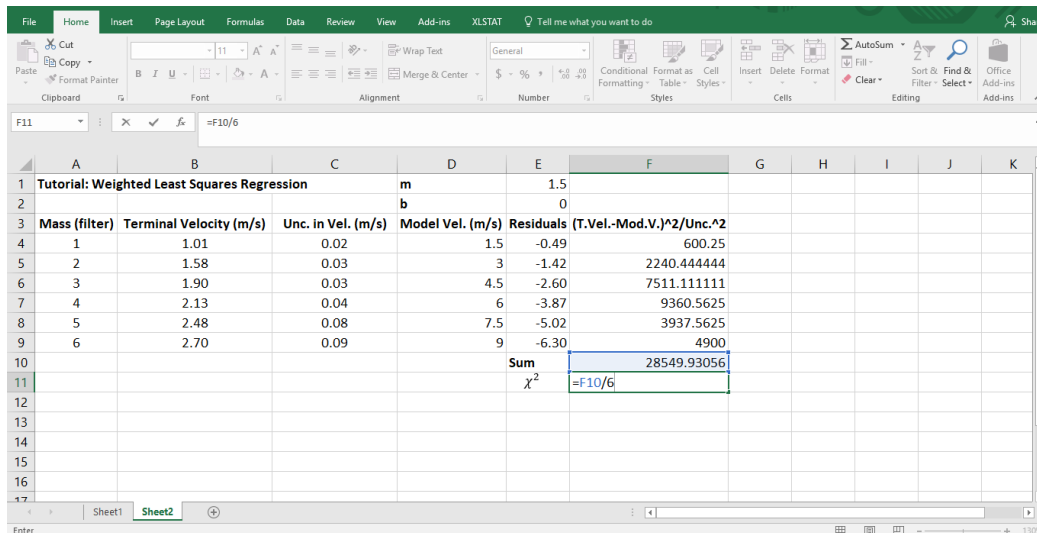 File Home Insert Page Layout Formulas Data Review View Add-ins XLSTAT Tell me what you want to do Sha
Cut
Copy
Format Painter
Paste
11 A A
B I U A
Wrap Text
Merge & Center
General
$ % , .0 .00 .00 .0
Conditional Formatting
Format as Table
Cell Styles
Insert Delete Format
AutoSum
Fill
Clear
Sort & Filter
Find & Select
Office Add-ins
Clipboard Font Alignment Number Styles Cells Editing Add-ins
F11 fx =F10/6
A B C D E F G H I J K
1 Tutorial: Weighted Least Squares Regression m 1.5
2 b 0
3 Mass (filter) Terminal Velocity (m/s) Unc. in Vel. (m/s) Model Vel. (m/s) Residuals (T.Vel.-Mod.V.)^2/Unc.^2
4 1 1.01 0.02 1.5 -0.49 600.25
5 2 1.58 0.03 3 -1.42 2240.444444
6 3 1.90 0.03 4.5 -2.60 7511.111111
7 4 2.13 0.04 6 -3.87 9360.5625
8 5 2.48 0.08 7.5 -5.02 3937.5625
9 6 2.70 0.09 9 -6.30 4900
10 Sum 28549.93056
11 χ² =F10/6
12
13
14
15
16
17
Sheet1 Sheet2
Enter 130%